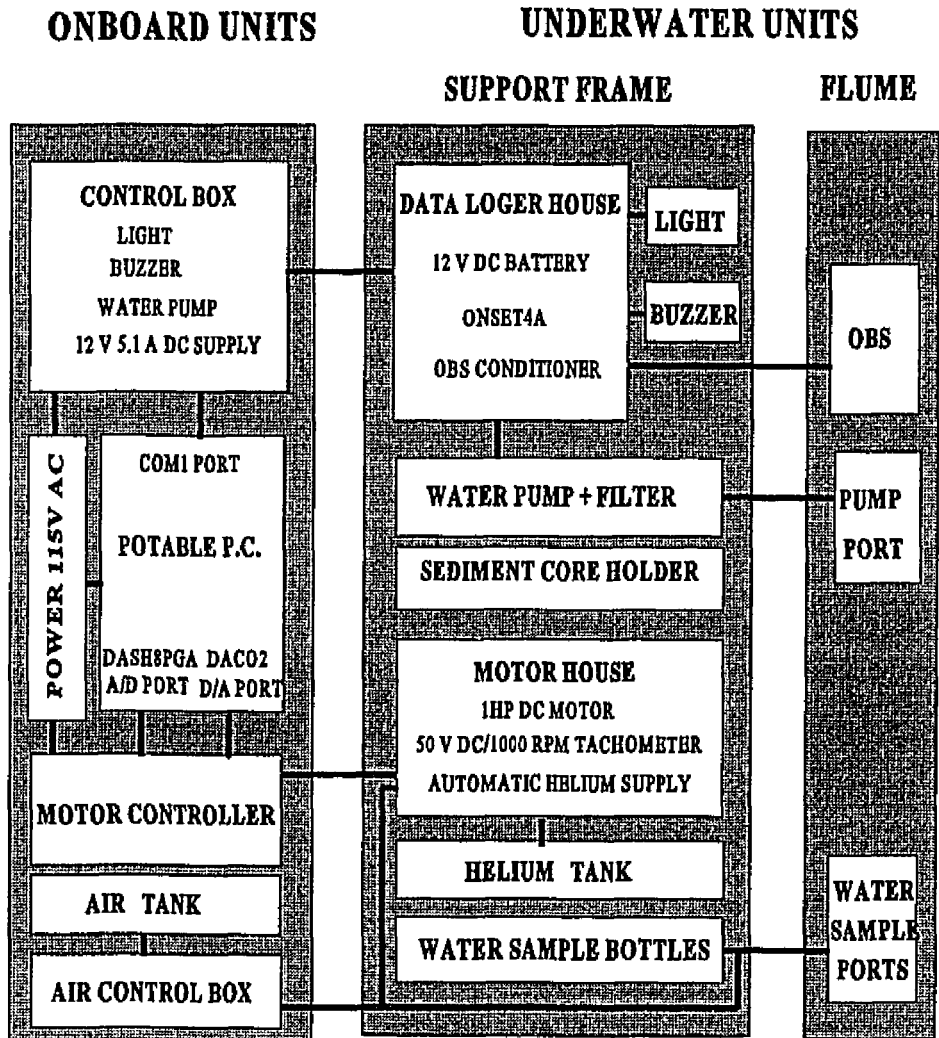 ONBOARD UNITS
UNDERWATER UNITS
SUPPORT FRAME
FLUME
CONTROL BOX
LIGHT
BUZZER
WATER PUMP
12 V 5.1 A DC SUPPLY
POWER 115V AC
COM1 PORT
POTABLE P.C.
DASH8PGA DAC02
A/D PORT D/A PORT
MOTOR CONTROLLER
AIR TANK
AIR CONTROL BOX
DATA LOGER HOUSE
12 V DC BATTERY
ONSET4A
OBS CONDITIONER
LIGHT
BUZZER
WATER PUMP + FILTER
SEDIMENT CORE HOLDER
MOTOR HOUSE
1HP DC MOTOR
50 V DC/1000 RPM TACHOMETER
AUTOMATIC HELIUM SUPPLY
HELIUM TANK
WATER SAMPLE BOTTLES
OBS
PUMP
PORT
WATER
SAMPLE
PORTS